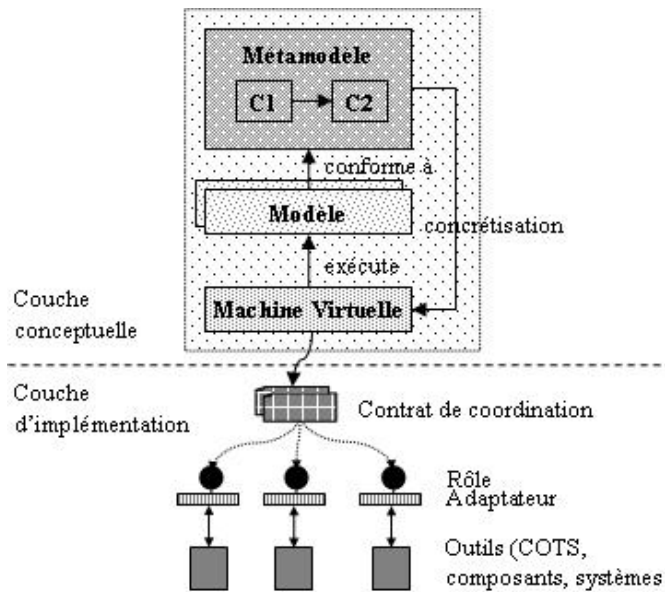 Métamodèle
C1
C2
conforme à
Modèle
concrétisation
exécute
Machine Virtuelle
Couche
conceptuelle
Couche
d'implémentation
Contrat de coordination
Rôle
Adaptateur
Outils (COTS,
composants, systèmes